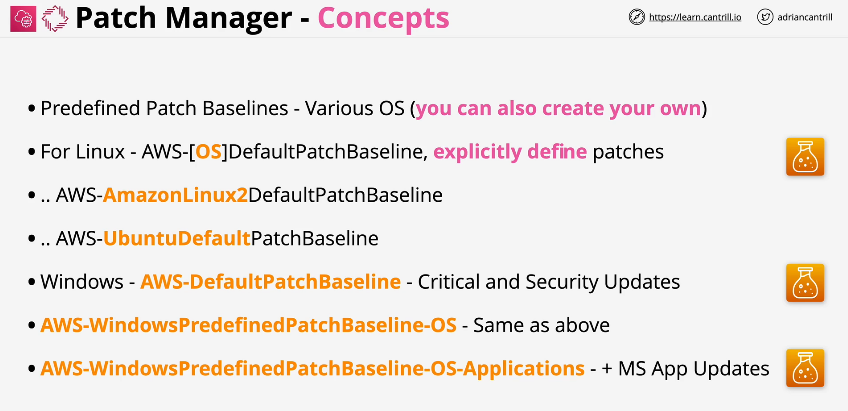 Patch Manager - Concepts
https://learn.cantrill.io
adriancantrill
• Predefined Patch Baselines - Various OS (you can also create your own)
• For Linux - AWS-[OS]DefaultPatchBaseline, explicitly define patches
• .. AWS-AmazonLinux2DefaultPatchBaseline
• .. AWS-UbuntuDefaultPatchBaseline
• Windows - AWS-DefaultPatchBaseline - Critical and Security Updates
• AWS-WindowsPredefinedPatchBaseline-OS - Same as above
• AWS-WindowsPredefinedPatchBaseline-OS-Applications - + MS App Updates